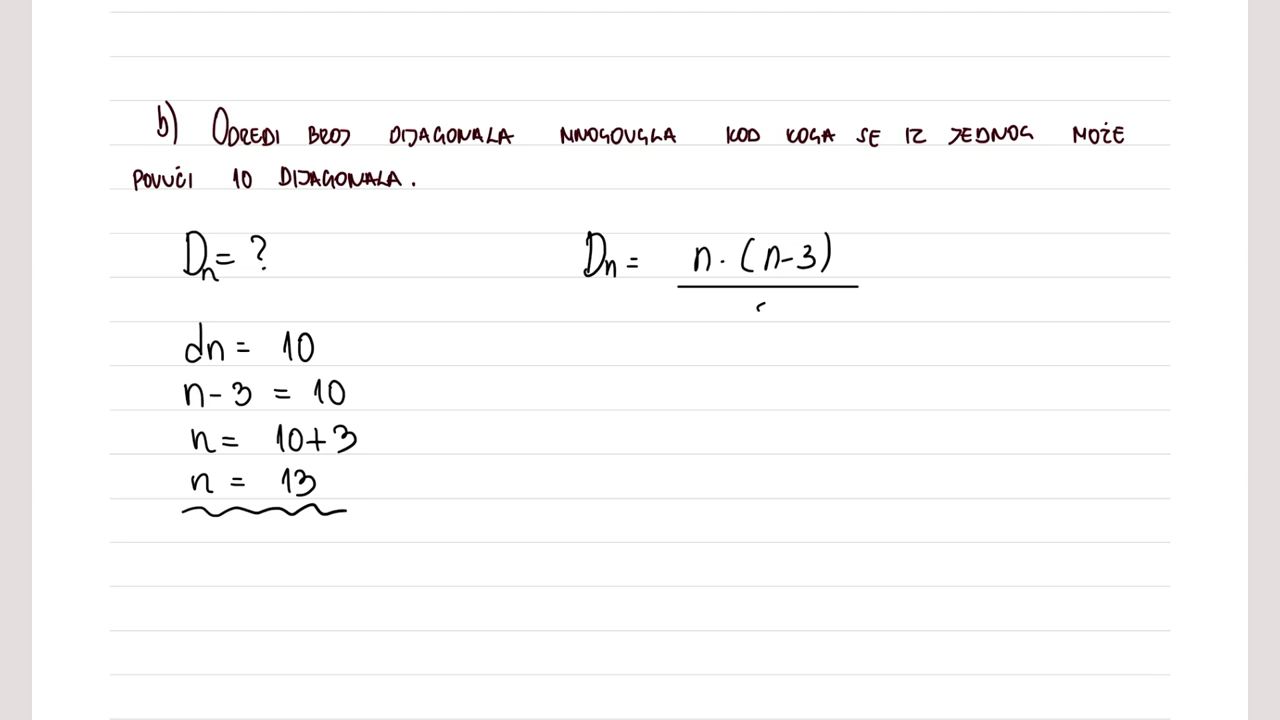 b) ODREDI BROJ DIJAGONALA MNOGOUGLA KOD KOGA SE IZ JEDNOG MOŽE
POVUĆI 10 DIJAGONALA.
Dn = ?
Dn = n · (n-3)
dn = 10
n - 3 = 10
n = 10+3
n = 13